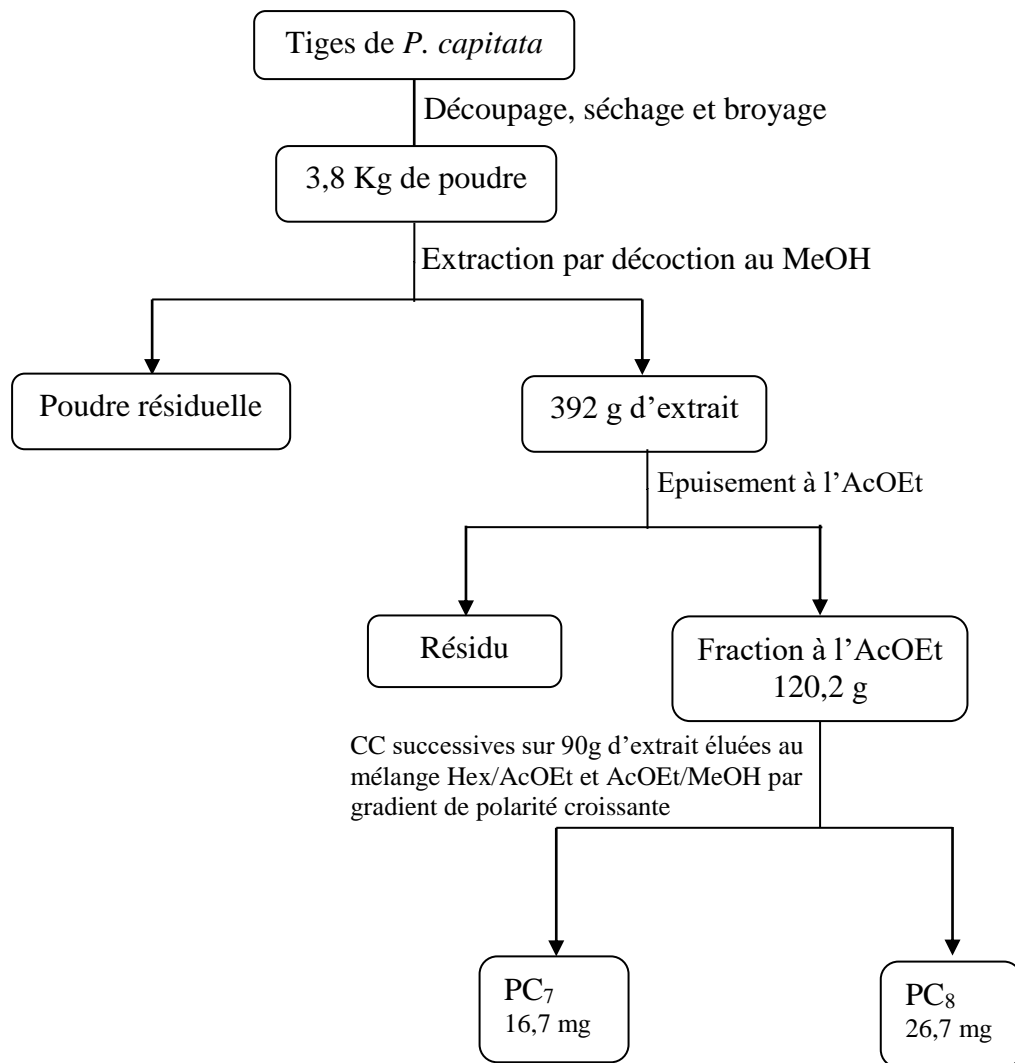 Tiges de P. capitata
Découpage, séchage et broyage
3,8 Kg de poudre
Extraction par décoction au MeOH
Poudre résiduelle
392 g d’extrait
Epuisement à l’AcOEt
Résidu
Fraction à l’AcOEt
120,2 g
CC successives sur 90g d’extrait éluées au
mélange Hex/AcOEt et AcOEt/MeOH par
gradient de polarité croissante
PC₇
16,7 mg
PC₈
26,7 mg